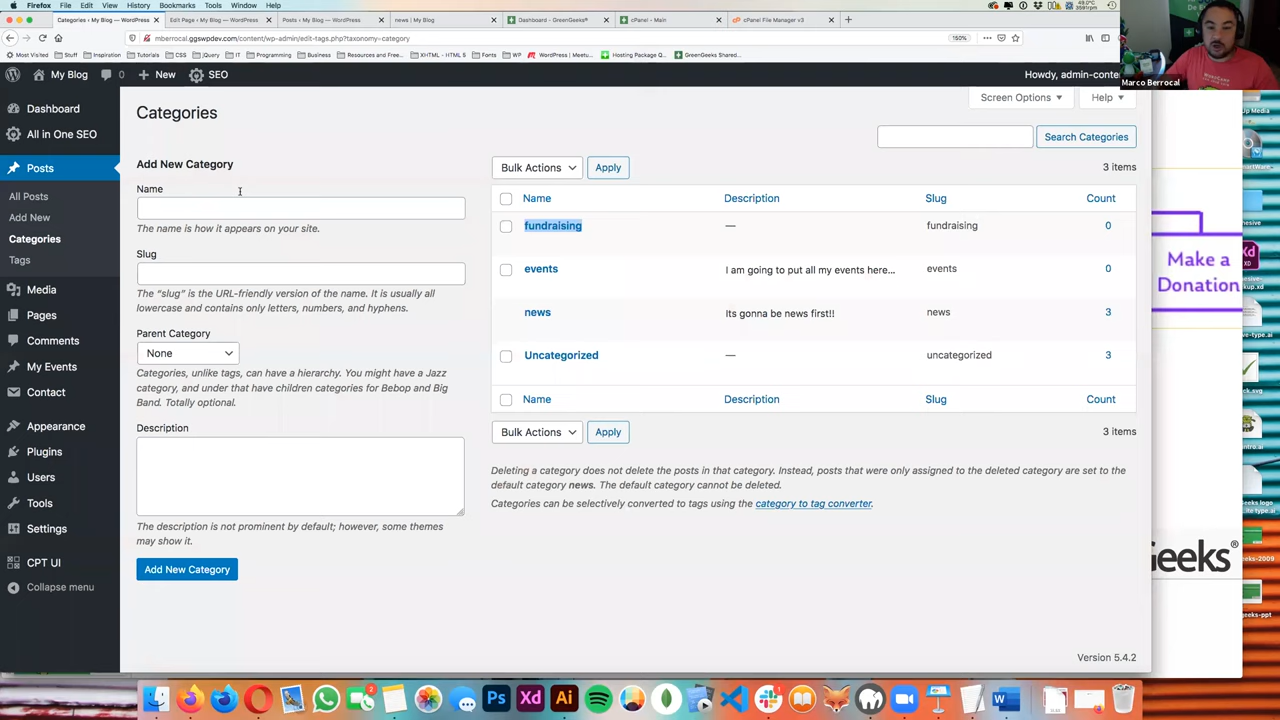 Firefox File Edit View History Bookmarks Tools Window Help
49.0°C
3591rpm
Categories ‹ My Blog — WordPress
Edit Page ‹ My Blog — WordPress
Posts ‹ My Blog — WordPress
news | My Blog
Dashboard - GreenGeeks®
cPanel - Main
cPanel File Manager v3
mberrocal.ggswpdev.com/content/wp-admin/edit-tags.php?taxonomy=category
150%
Most Visited Stuff Inspiration Tutorials CSS jQuery IT Programming Business Resources and Free... XHTML - HTML 5 Fonts WP WordPress | Meetu... Hosting Package Q... GreenGeeks Shared...
My Blog 0 New SEO
Howdy, admin-conte
Marco Berrocal
Dashboard
All in One SEO
Posts
All Posts
Add New
Categories
Tags
Media
Pages
Comments
My Events
Contact
Appearance
Plugins
Users
Tools
Settings
CPT UI
Collapse menu
Screen Options
Help
Categories
Search Categories
Add New Category
Name
The name is how it appears on your site.
Slug
The “slug” is the URL-friendly version of the name. It is usually all
lowercase and contains only letters, numbers, and hyphens.
Parent Category
None
Categories, unlike tags, can have a hierarchy. You might have a Jazz
category, and under that have children categories for Bebop and Big
Band. Totally optional.
Description
The description is not prominent by default; however, some themes
may show it.
Add New Category
Bulk Actions Apply 3 items
Name Description Slug Count
fundraising — fundraising 0
events I am going to put all my events here... events 0
news Its gonna be news first!! news 3
Uncategorized — uncategorized 3
Name Description Slug Count
Bulk Actions Apply 3 items
Deleting a category does not delete the posts in that category. Instead, posts that were only assigned to the deleted category are set to the
default category news. The default category cannot be deleted.
Categories can be selectively converted to tags using the category to tag converter.
Version 5.4.2
Make a
Donation
Geeks®
2
Ps
Xd
Ai
W